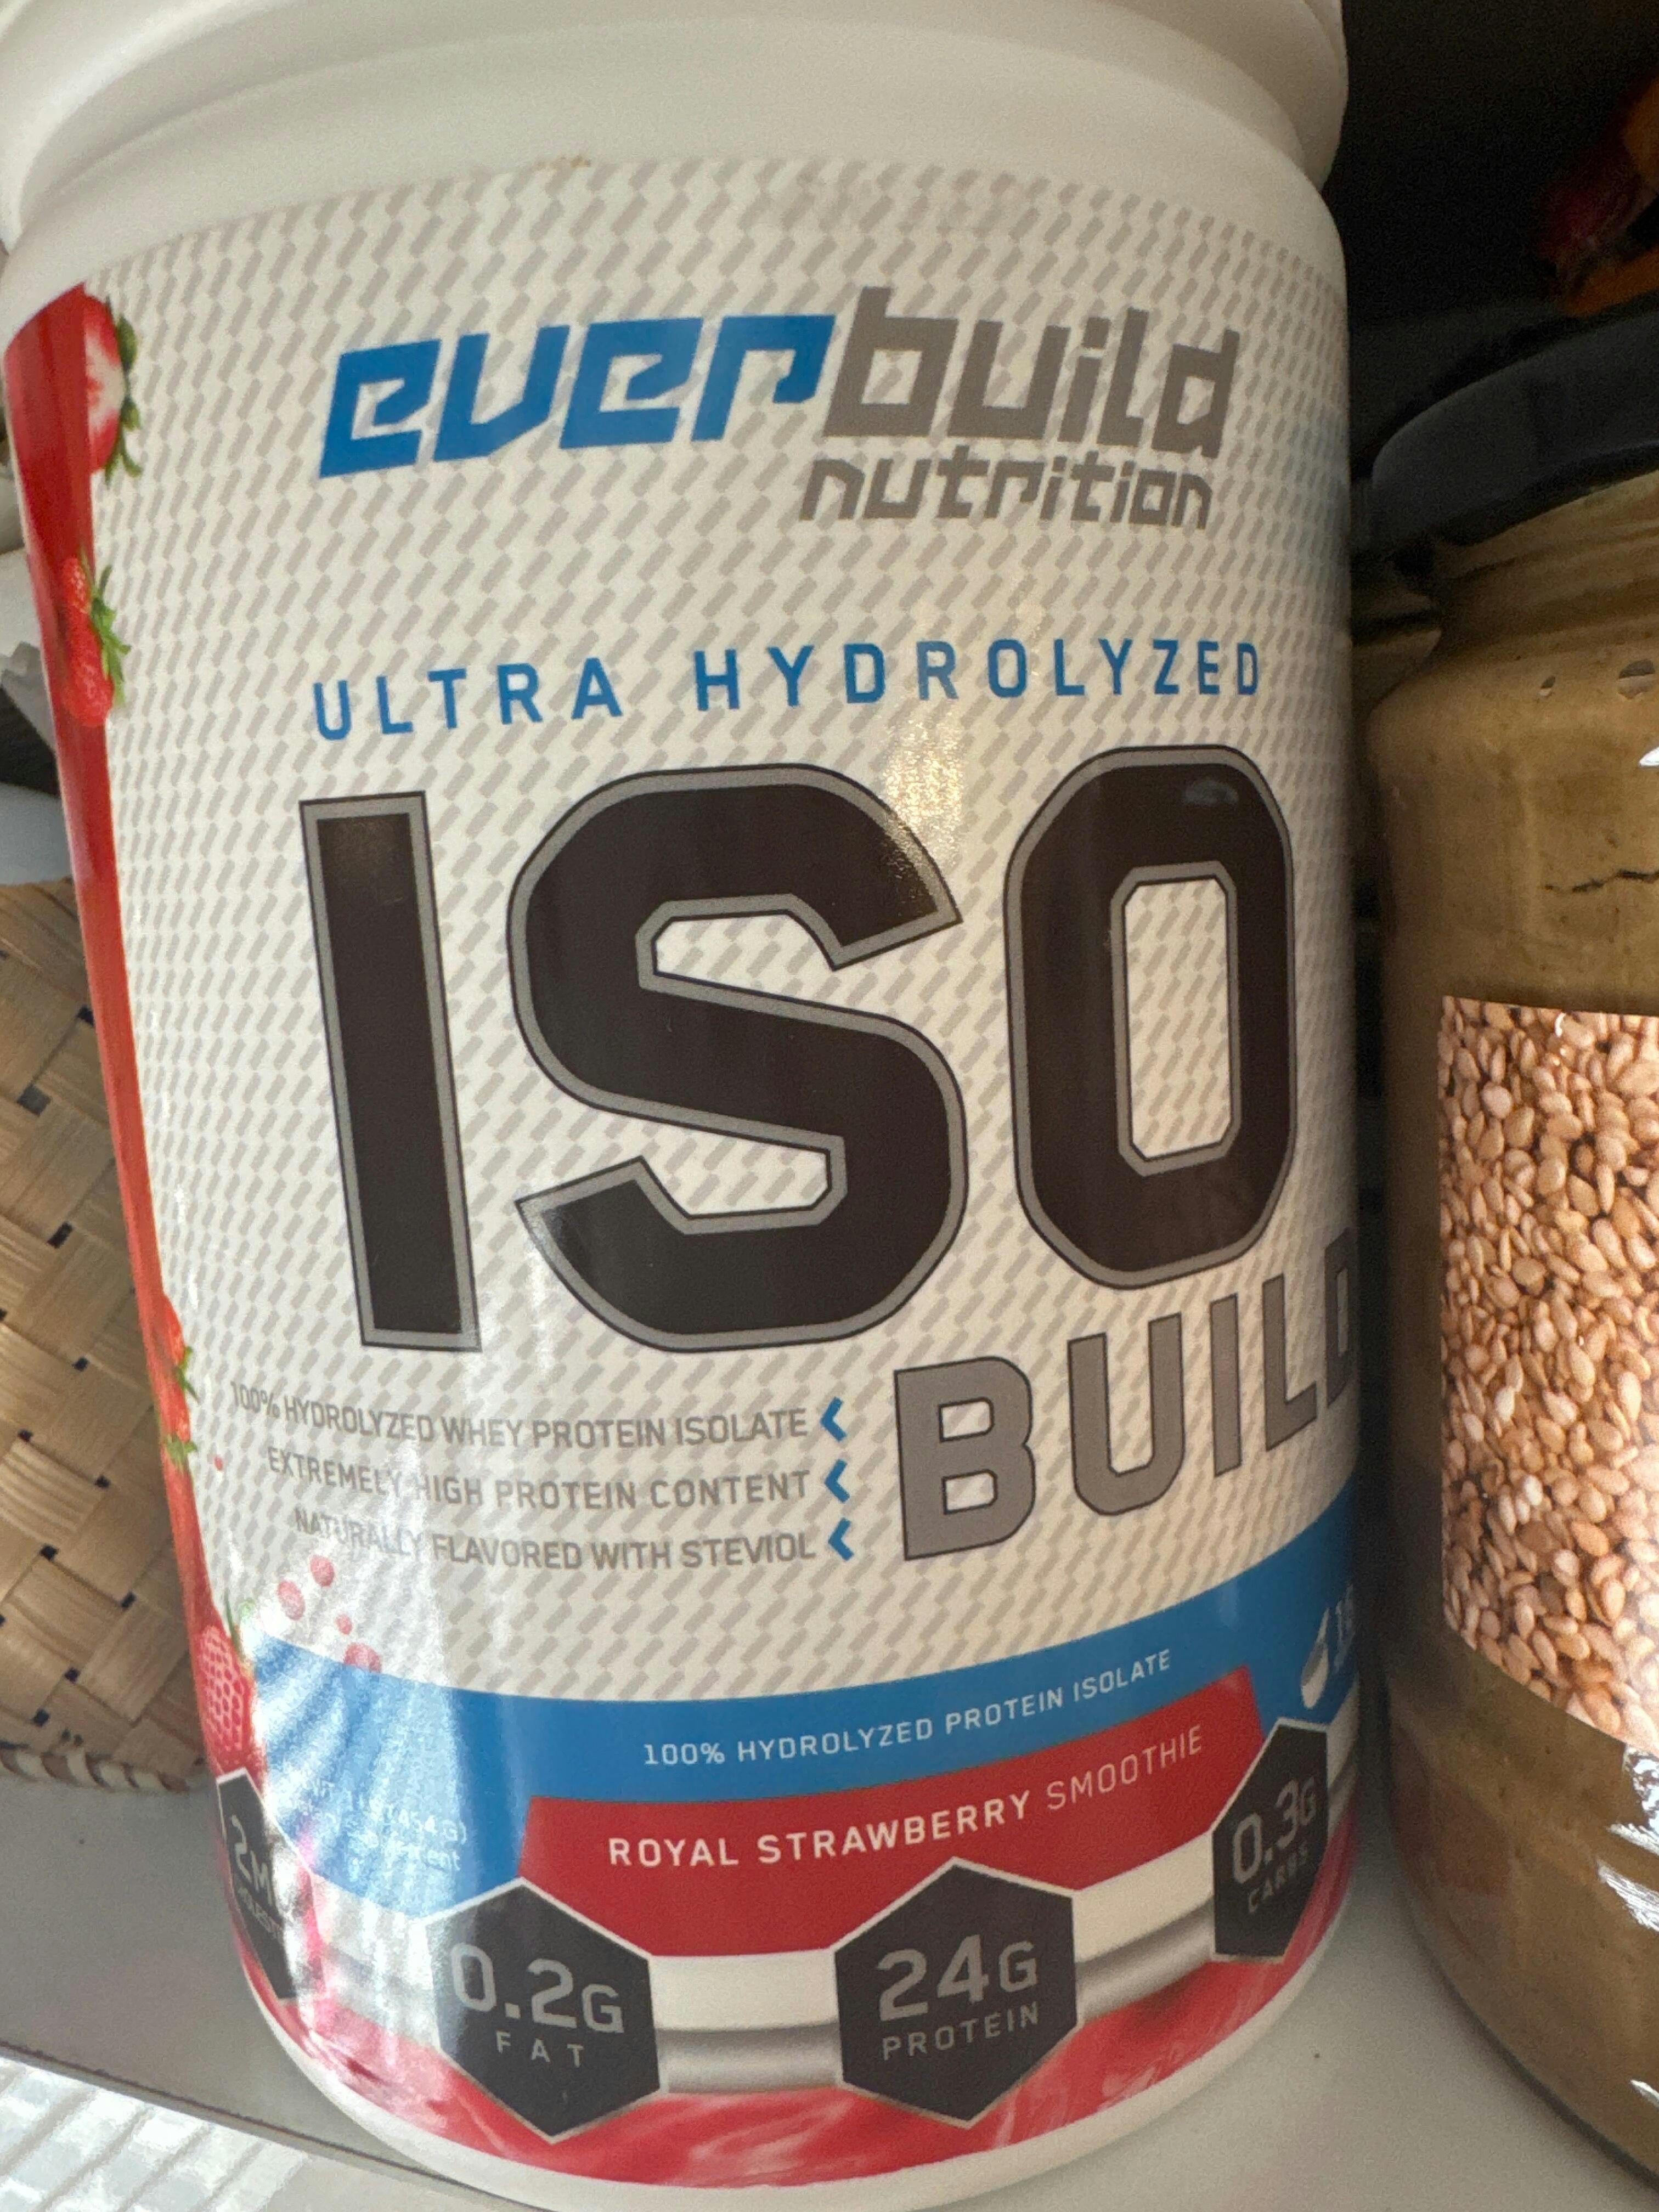 everbuild
nutrition
ULTRA HYDROLYZED
ISO
BUILD
100% HYDROLYZED WHEY PROTEIN ISOLATE
EXTREMELY HIGH PROTEIN CONTENT
NATURALLY FLAVORED WITH STEVIOL
100% HYDROLYZED PROTEIN ISOLATE
ROYAL STRAWBERRY SMOOTHIE
0.2G
FAT
24G
PROTEIN
0.3G
CARBS